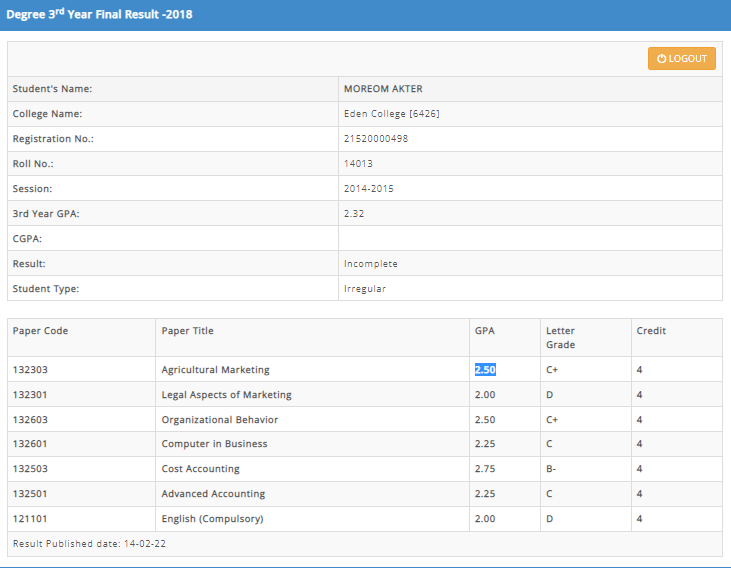 Degree 3rd Year Final Result -2018
LOGOUT
Student's Name: MOREOM AKTER
College Name: Eden College [6426]
Registration No.: 21520000498
Roll No.: 14013
Session: 2014-2015
3rd Year GPA: 2.32
CGPA:
Result: Incomplete
Student Type: Irregular
Paper Code Paper Title GPA Letter Grade Credit
132303 Agricultural Marketing 2.50 C+ 4
132301 Legal Aspects of Marketing 2.00 D 4
132603 Organizational Behavior 2.50 C+ 4
132601 Computer in Business 2.25 C 4
132503 Cost Accounting 2.75 B- 4
132501 Advanced Accounting 2.25 C 4
121101 English (Compulsory) 2.00 D 4
Result Published date: 14-02-22